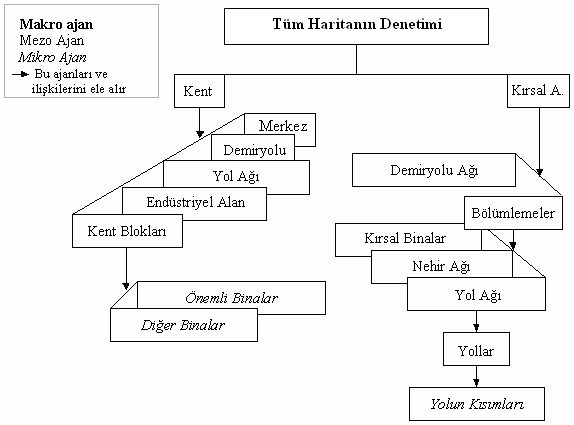 Makro ajan
Mezo Ajan
Mikro Ajan
Bu ajanları ve
ilişkilerini ele alır
Tüm Haritanın Denetimi
Kent
Kırsal A.
Merkez
Demiryolu
Yol Ağı
Endüstriyel Alan
Kent Blokları
Önemli Binalar
Diğer Binalar
Demiryolu Ağı
Bölümlemeler
Kırsal Binalar
Nehir Ağı
Yol Ağı
Yollar
Yolun Kısımları